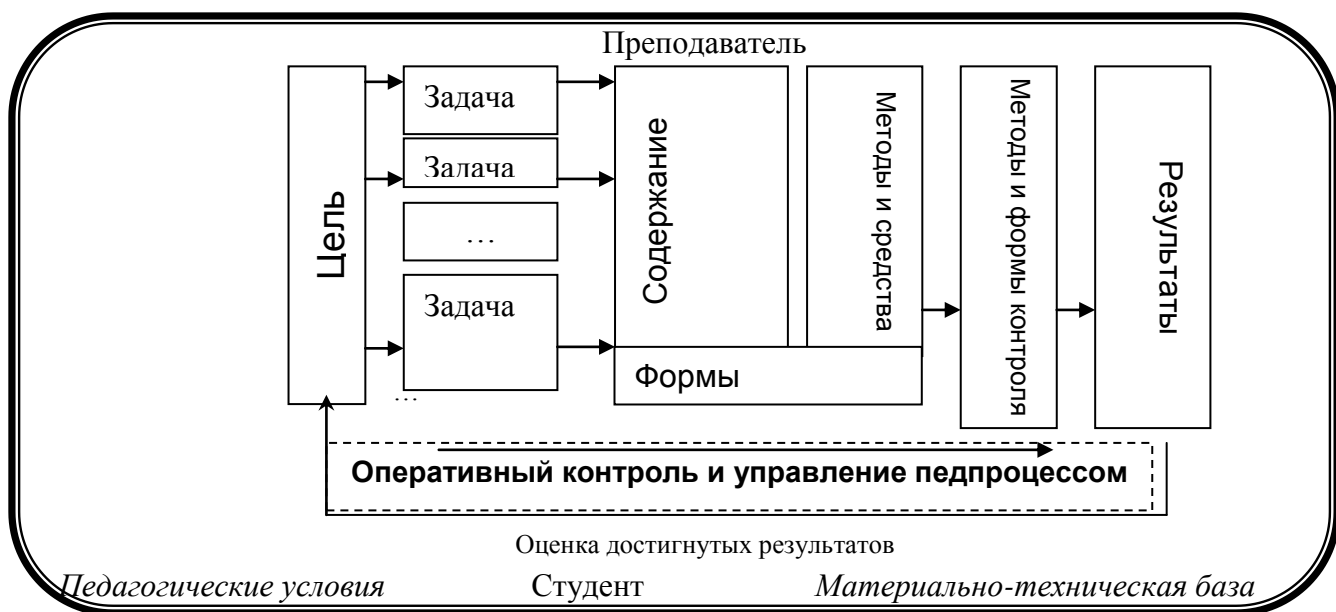 Преподаватель
Цель
Задача
Задача
…
Задача
…
Содержание
Методы и средства
Формы
Методы и формы контроля
Результаты
Оперативный контроль и управление педпроцессом
Оценка достигнутых результатов
Педагогические условия
Студент
Материально-техническая база